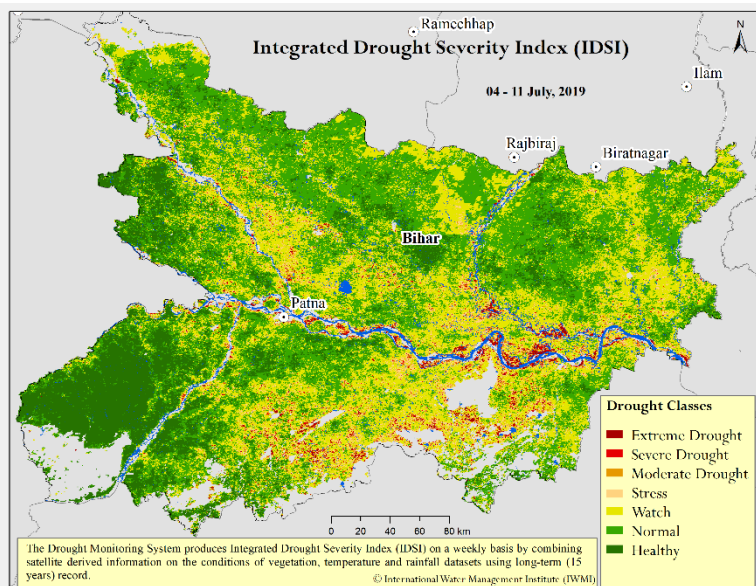 Ramechhap
Integrated Drought Severity Index (IDSI)
N
04 - 11 July, 2019
Ilam
Rajbiraj
Biratnagar
Bihar
Patna
Drought Classes
Extreme Drought
Severe Drought
Moderate Drought
Stress
Watch
Normal
Healthy
0 20 40 60 80 km
The Drought Monitoring System produces Integrated Drought Severity Index (IDSI) on a weekly basis by combining
satellite derived information on the conditions of vegetation, temperature and rainfall datasets using long-term (15
years) record.
© International Water Management Institute (IWMI)